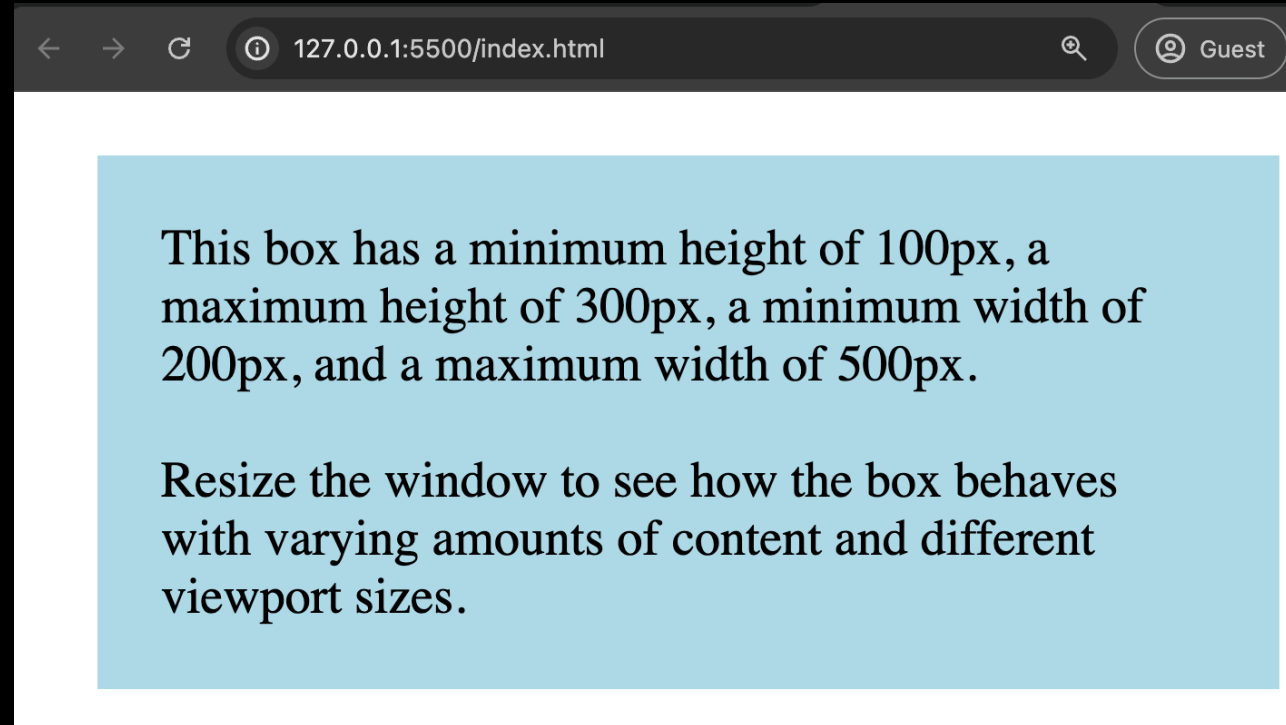 127.0.0.1:5500/index.html
Guest
This box has a minimum height of 100px, a
maximum height of 300px, a minimum width of
200px, and a maximum width of 500px.
Resize the window to see how the box behaves
with varying amounts of content and different
viewport sizes.